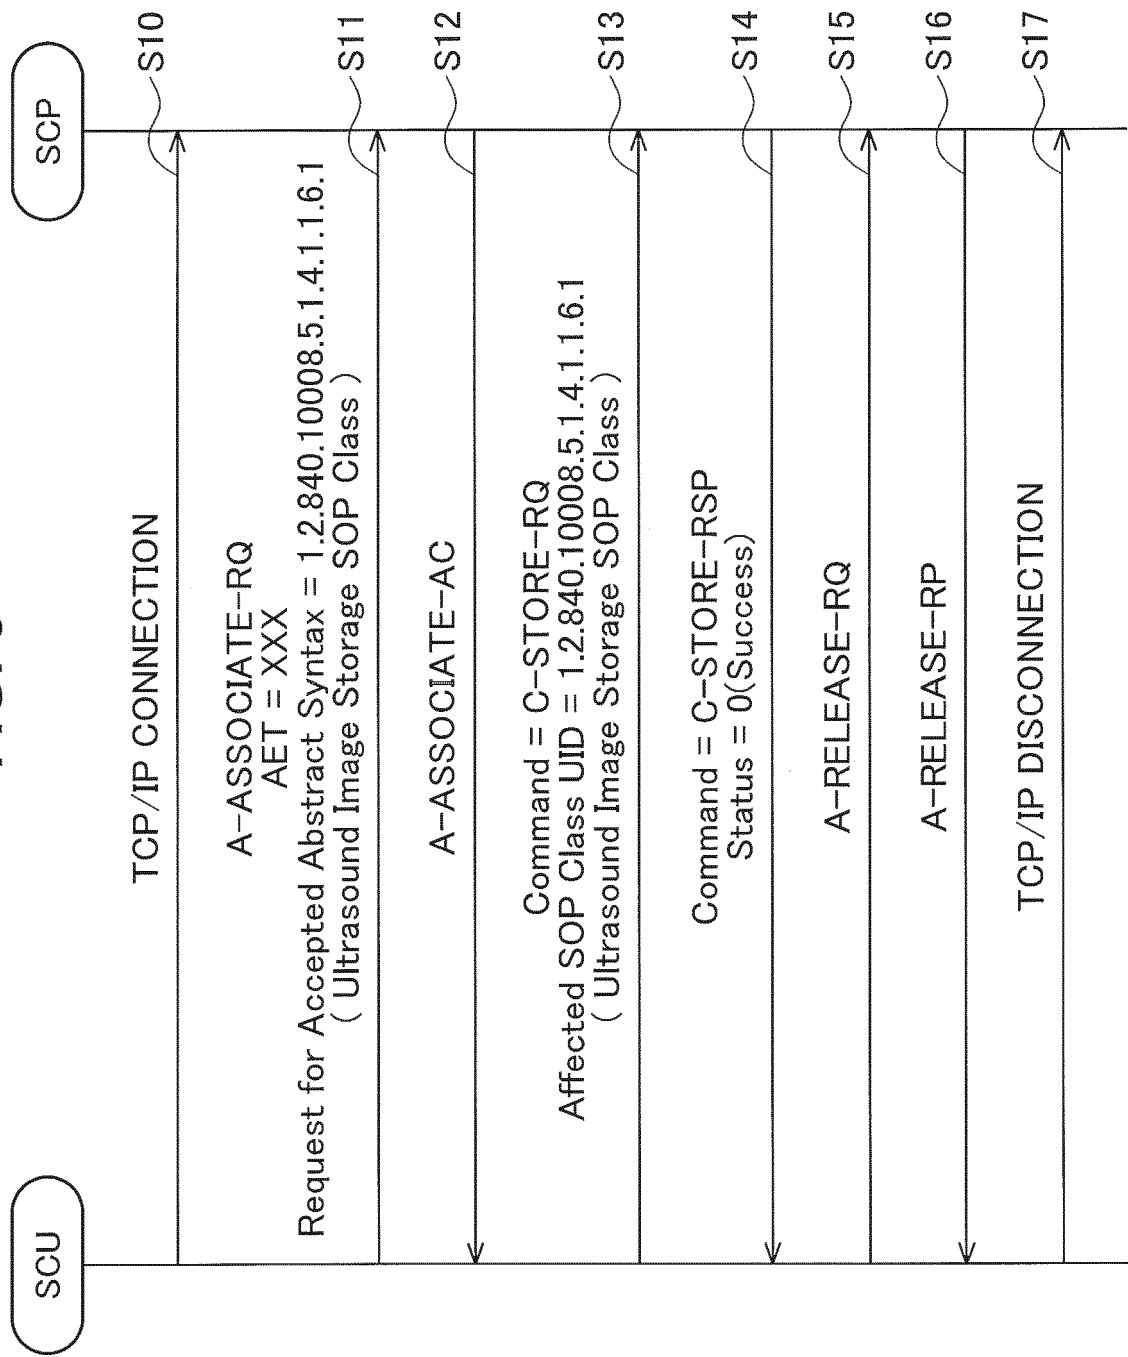 SCU
SCP
TCP/IP CONNECTION
S10
A-ASSOCIATE-RQ
AET = XXX
Request for Accepted Abstract Syntax = 1.2.840.10008.5.1.4.1.1.6.1
( Ultrasound Image Storage SOP Class )
S11
A-ASSOCIATE-AC
S12
Command = C-STORE-RQ
Affected SOP Class UID = 1.2.840.10008.5.1.4.1.1.6.1
( Ultrasound Image Storage SOP Class )
S13
Command = C-STORE-RSP
Status = 0(Success)
S14
A-RELEASE-RQ
S15
A-RELEASE-RP
S16
TCP/IP DISCONNECTION
S17